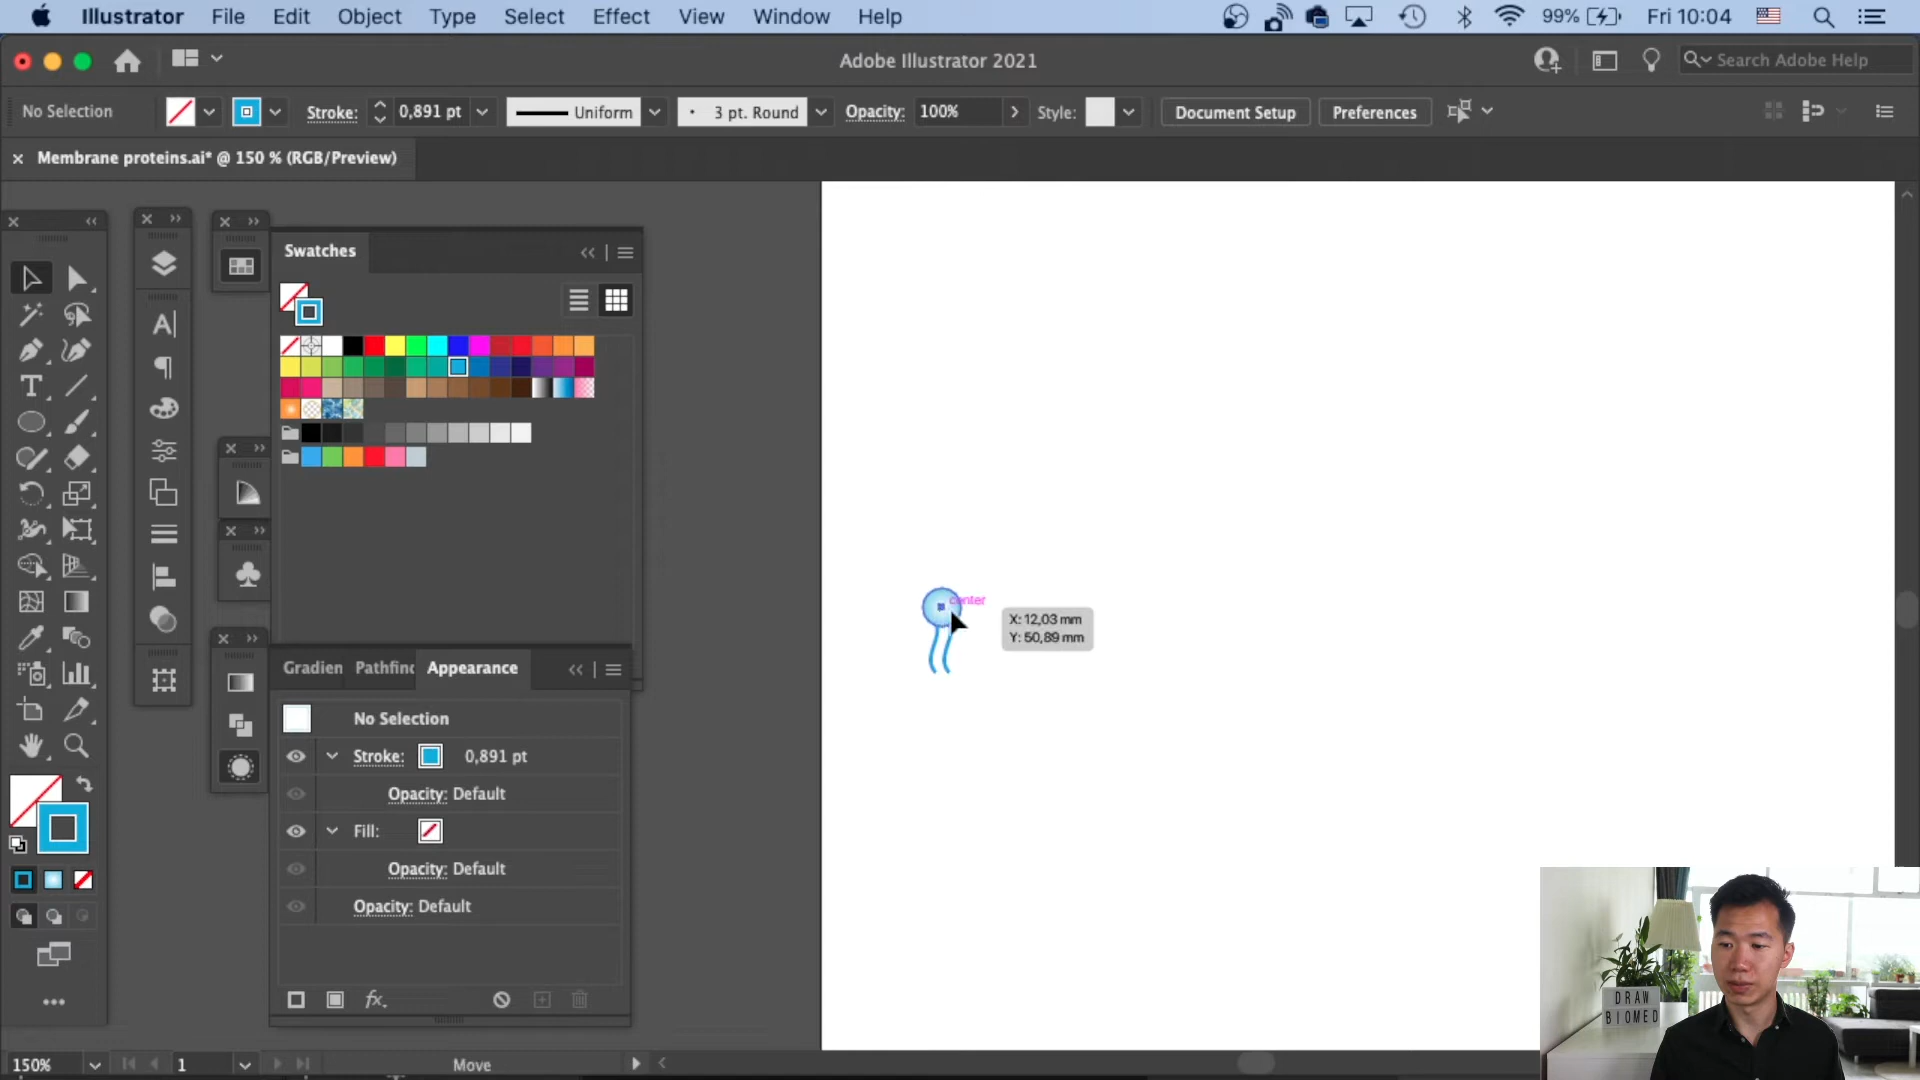 Illustrator File Edit Object Type Select Effect View Window Help 99% Fri 10:04
Adobe Illustrator 2021 Search Adobe Help
No Selection Stroke: 0,891 pt Uniform 3 pt. Round Opacity: 100% Style: Document Setup Preferences
Membrane proteins.ai* @ 150 % (RGB/Preview)
Swatches
center
X: 12,03 mm
Y: 50,89 mm
Gradien Pathfind Appearance
No Selection
Stroke: 0,891 pt
Opacity: Default
Fill:
Opacity: Default
Opacity: Default
fx.
DRAW
BIOMED
150% 1 Move